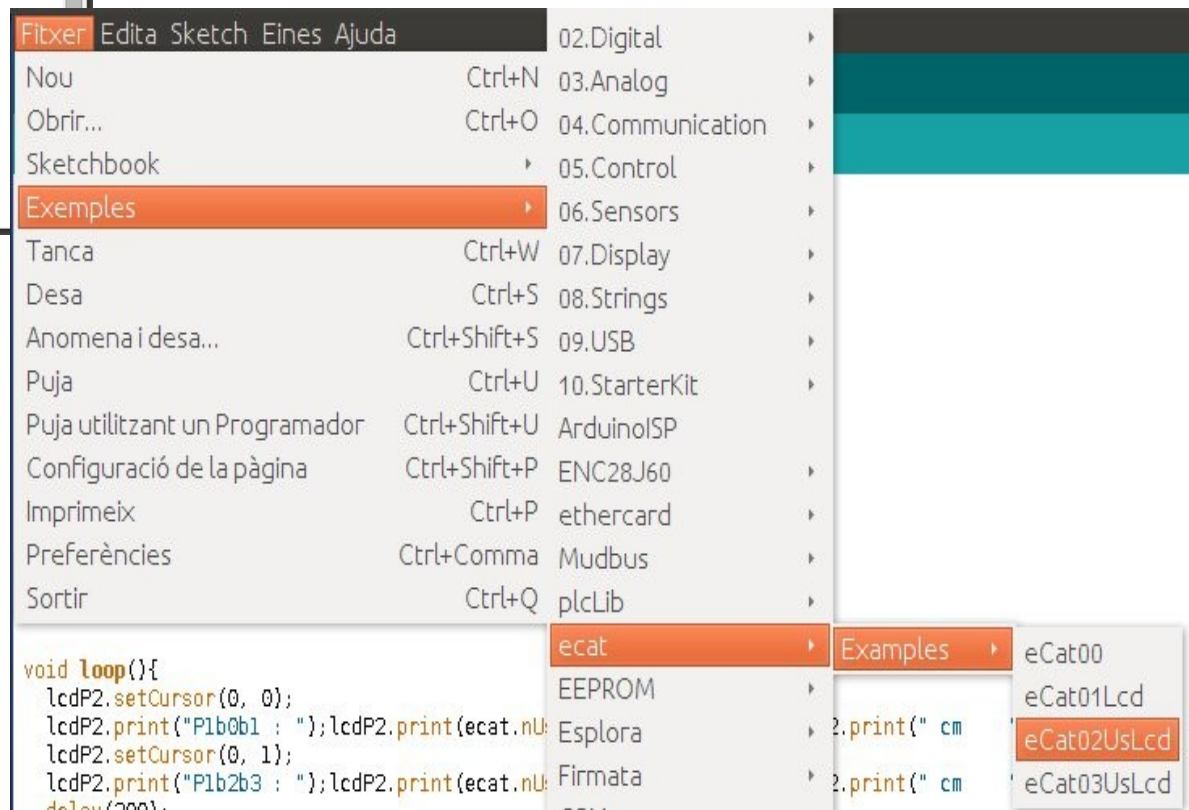 Fitxer Edita Sketch Eines Ajuda
Nou Ctrl+N
Obrir... Ctrl+O
Sketchbook
Exemples
Tanca Ctrl+W
Desa Ctrl+S
Anomena i desa... Ctrl+Shift+S
Puja Ctrl+U
Puja utilitzant un Programador Ctrl+Shift+U
Configuració de la pàgina Ctrl+Shift+P
Imprimeix Ctrl+P
Preferències Ctrl+Comma
Sortir Ctrl+Q
02.Digital
03.Analog
04.Communication
05.Control
06.Sensors
07.Display
08.Strings
09.USB
10.StarterKit
ArduinoISP
ENC28J60
ethercard
Mudbus
plcLib
ecat
EEPROM
Esplora
Firmata
Examples
eCat00
eCat01Lcd
eCat02UsLcd
eCat03UsLcd
void loop(){
lcdP2.setCursor(0, 0);
lcdP2.print("P1b0b1 : ");lcdP2.print(ecat.nU 2.print(" cm
lcdP2.setCursor(0, 1);
lcdP2.print("P1b2b3 : ");lcdP2.print(ecat.nU 2.print(" cm